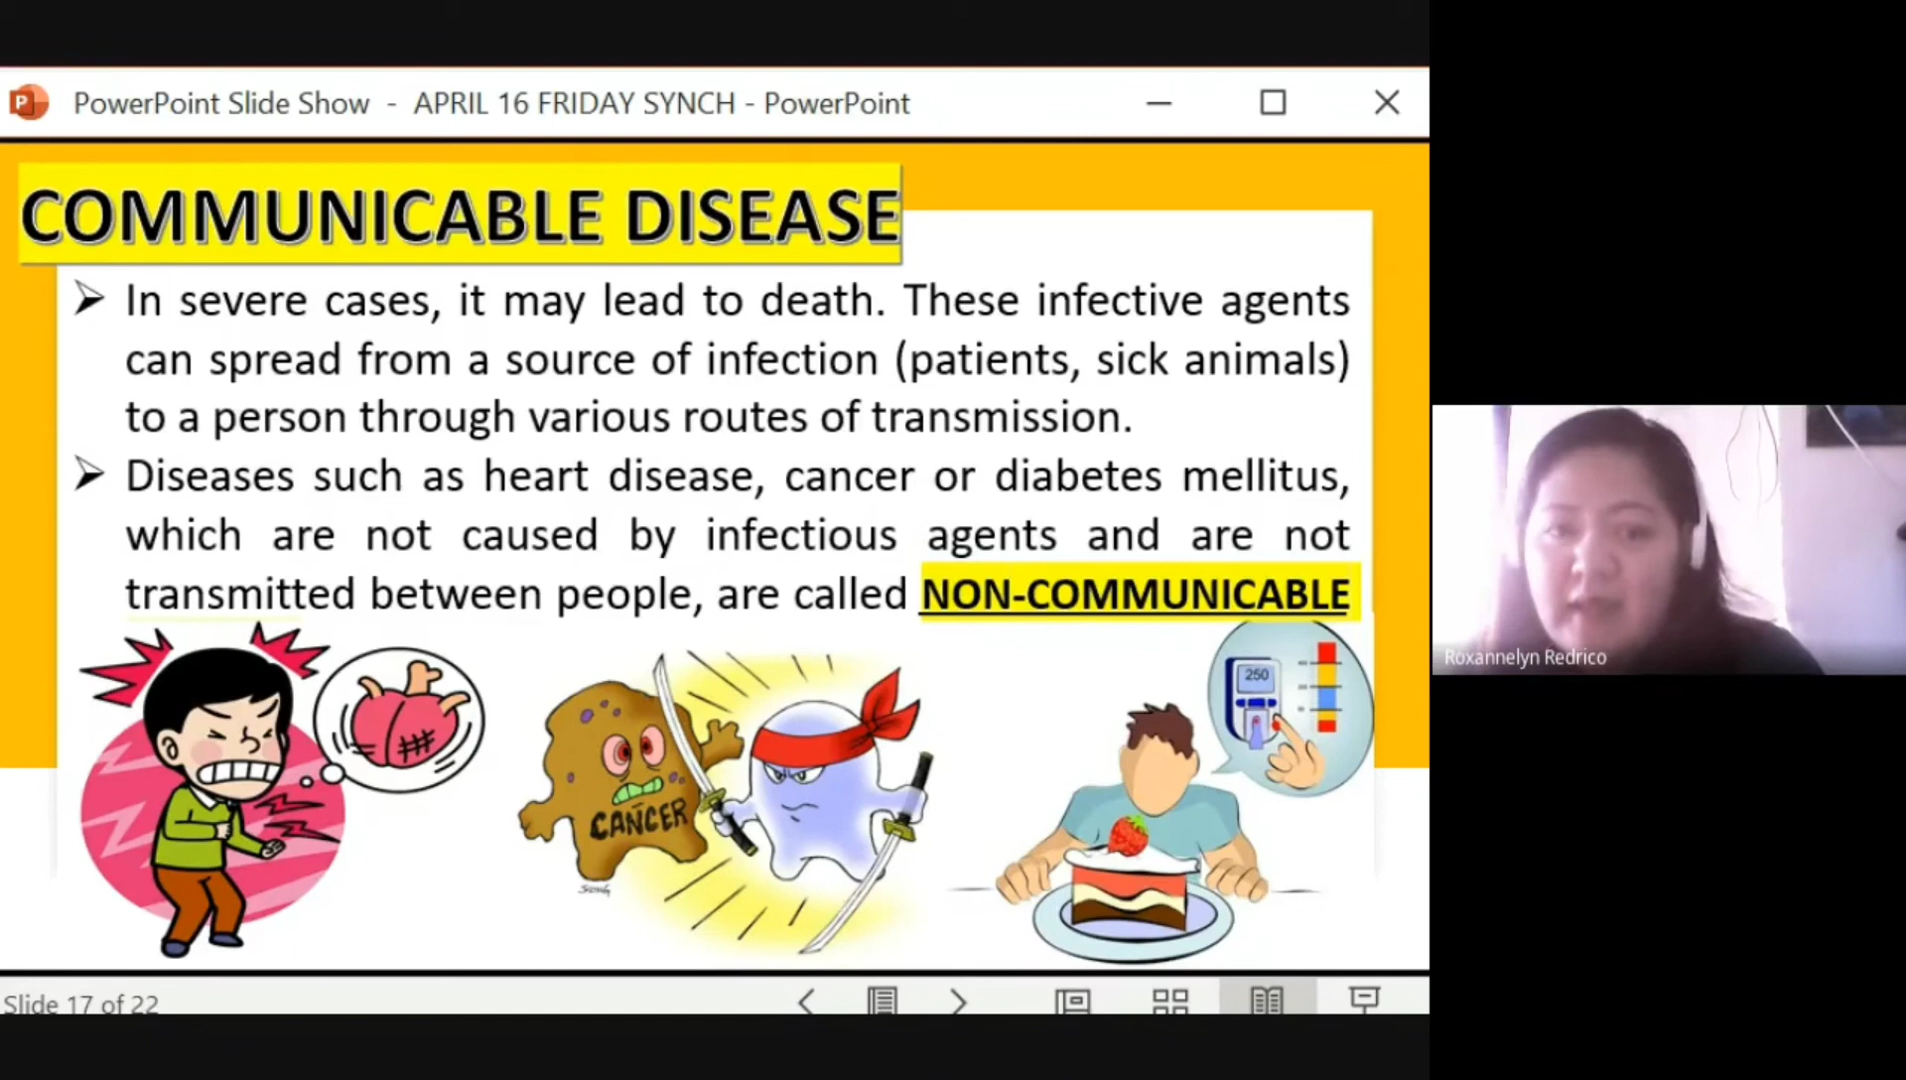 PowerPoint Slide Show - APRIL 16 FRIDAY SYNCH - PowerPoint
COMMUNICABLE DISEASE
➢ In severe cases, it may lead to death. These infective agents
can spread from a source of infection (patients, sick animals)
to a person through various routes of transmission.
➢ Diseases such as heart disease, cancer or diabetes mellitus,
which are not caused by infectious agents and are not
transmitted between people, are called NON-COMMUNICABLE
250
CANCER
Roxannelyn Redrico
Slide 17 of 22